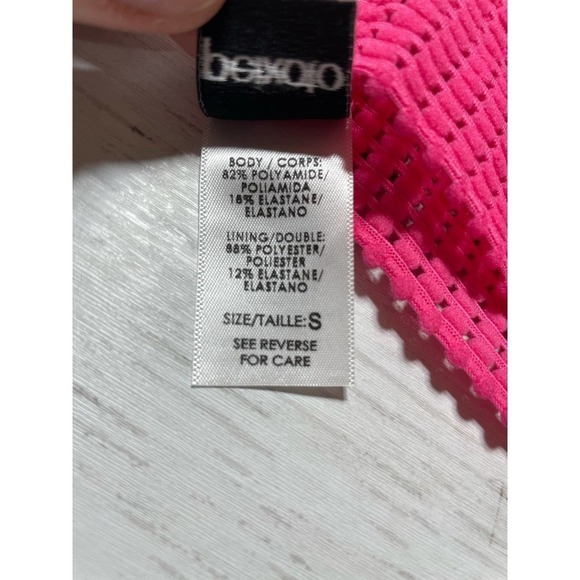 beixoto
BODY / CORPS:
82% POLYAMIDE/
POLIAMIDA
18% ELASTANE/
ELASTANO
LINING/DOUBLE:
88% POLYESTER/
POLIESTER
12% ELASTANE/
ELASTANO
SIZE/TAILLE:S
SEE REVERSE
FOR CARE